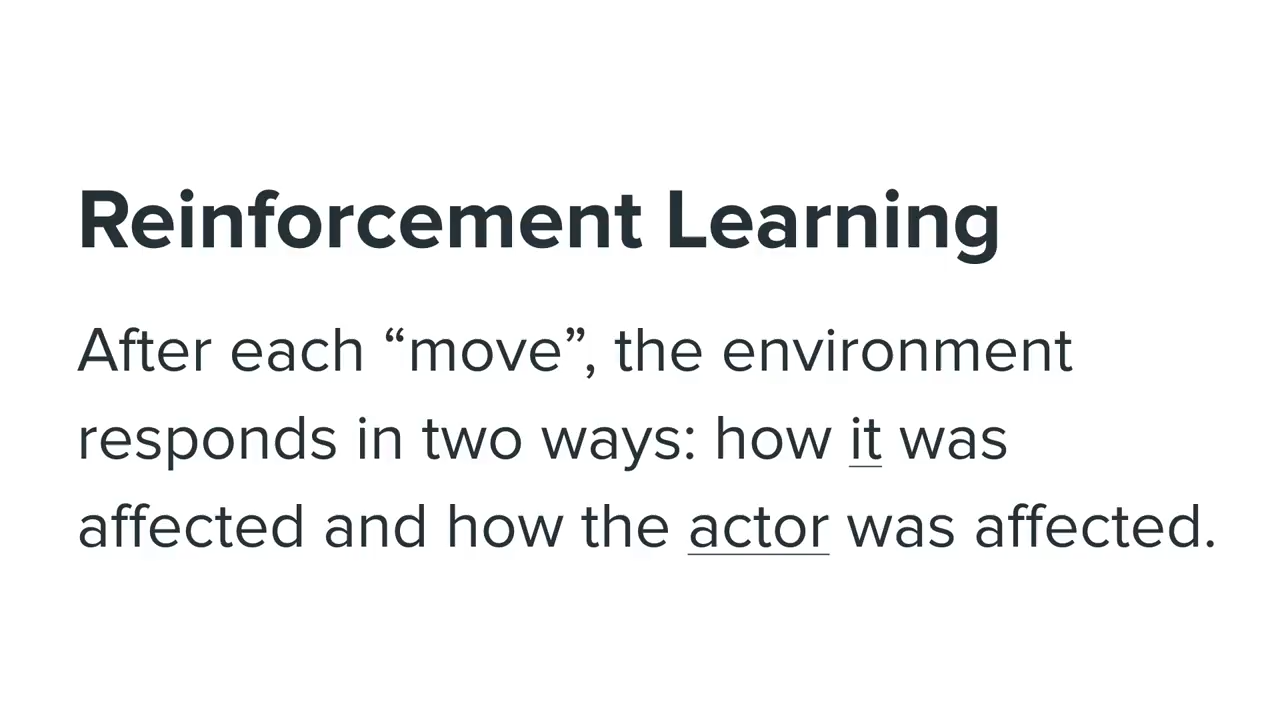 Reinforcement Learning
After each “move”, the environment
responds in two ways: how it was
affected and how the actor was affected.